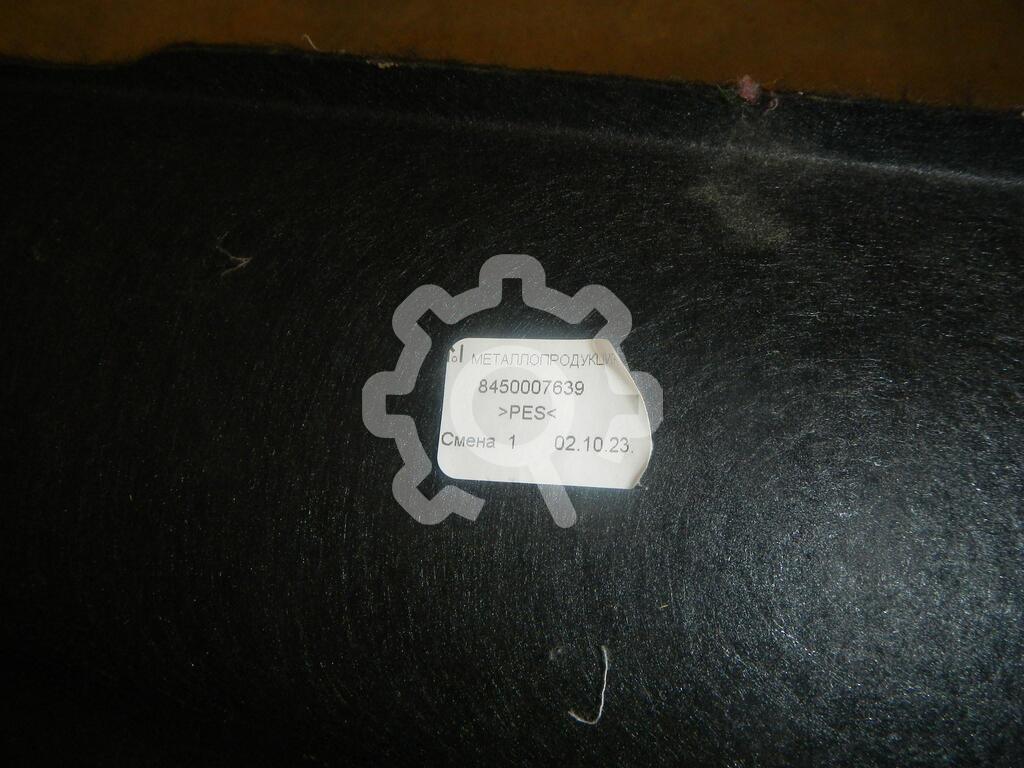 МЕТАЛЛОПРОДУКЦИ
8450007639
>PES<
Смена 1 02.10.23.